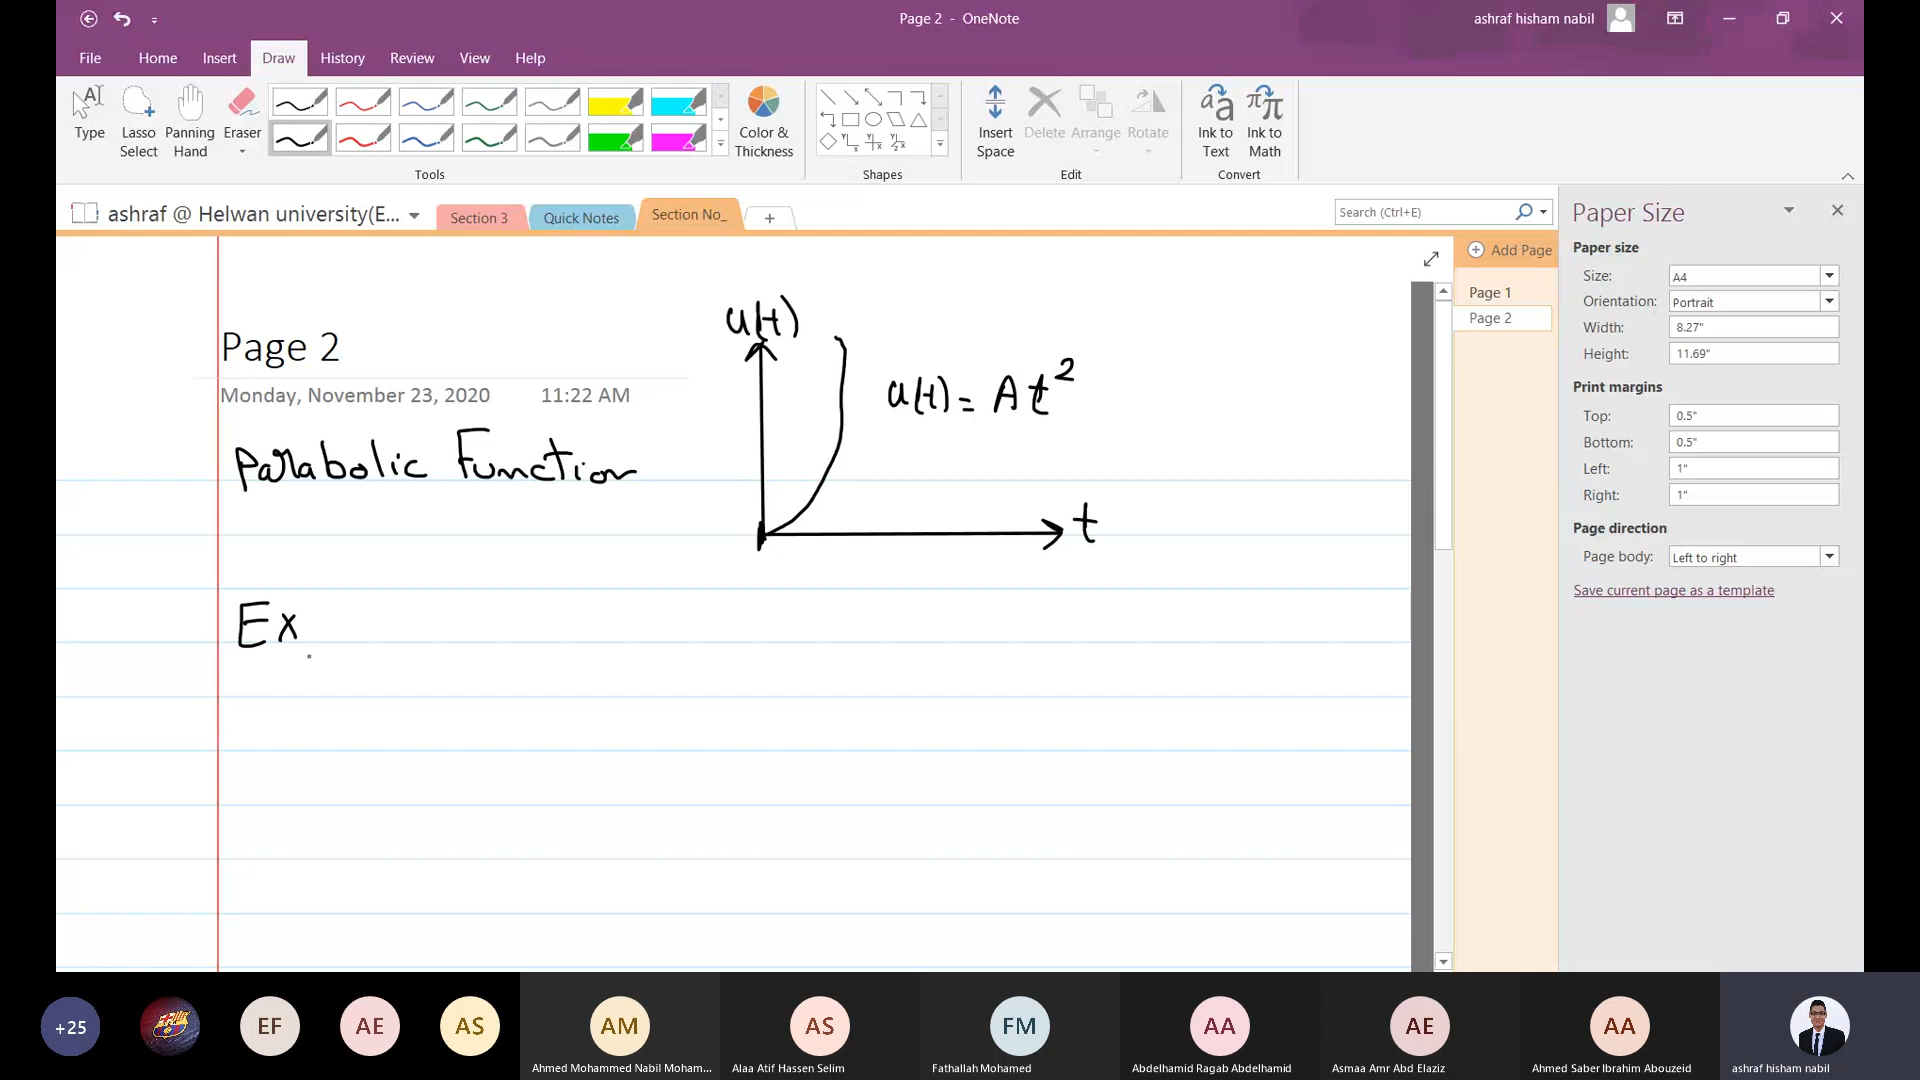 Page 2 - OneNote
ashraf hisham nabil
File Home Insert Draw History Review View Help
Type
Lasso Select
Panning Hand
Eraser
Color & Thickness
Insert Space
Delete
Arrange
Rotate
Ink to Text
Ink to Math
Tools
Shapes
Edit
Convert
ashraf @ Helwan university(E...
Section 3
Quick Notes
Section No_
Search (Ctrl+E)
Add Page
Page 1
Page 2
Page 2
Monday, November 23, 2020 11:22 AM
Parabolic Function
u(t)
u(t) = At²
t
Ex
Paper Size
Paper size
Size: A4
Orientation: Portrait
Width: 8.27"
Height: 11.69"
Print margins
Top: 0.5"
Bottom: 0.5"
Left: 1"
Right: 1"
Page direction
Page body: Left to right
Save current page as a template
+25
EF
AE
AS
AM
AS
FM
AA
AE
AA
Ahmed Mohammed Nabil Moham...
Alaa Atif Hassen Selim
Fathallah Mohamed
Abdelhamid Ragab Abdelhamid
Asmaa Amr Abd Elaziz
Ahmed Saber Ibrahim Abouzeid
ashraf hisham nabil